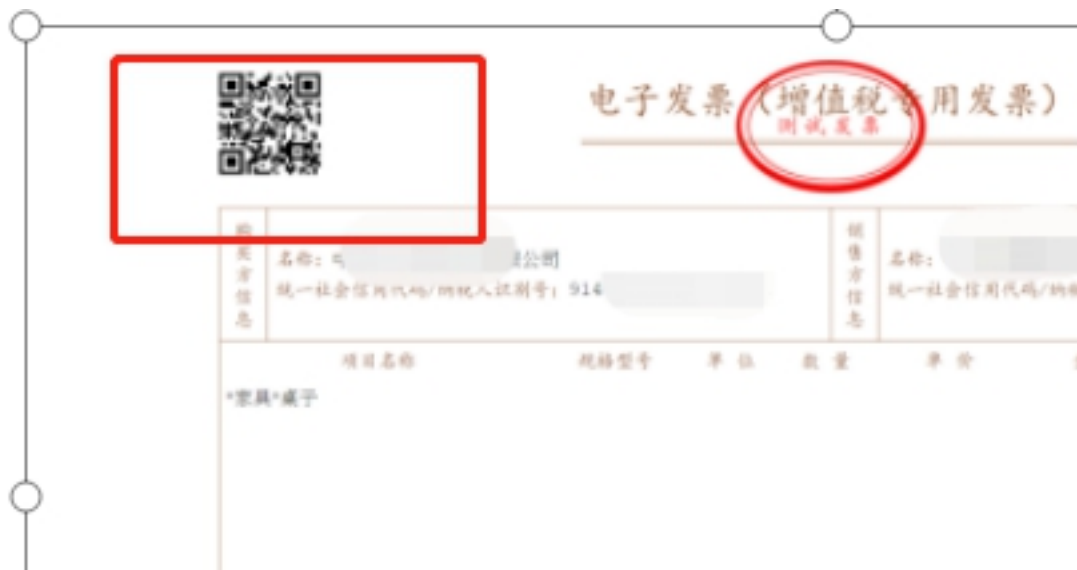 电子发票（增值税专用发票）
测试发票
购买方信息
名称：
公司
统一社会信用代码/纳税人识别号：914
销售方信息
名称：
统一社会信用代码/纳税
项目名称 规格型号 单位 数量 单价
*家具*桌子